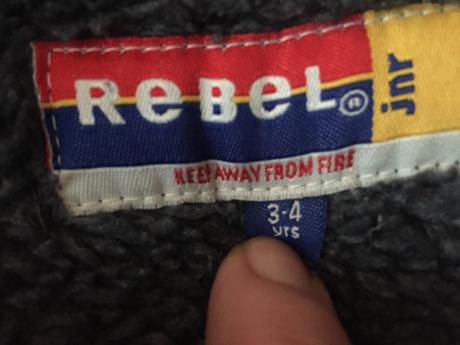 ReBeL®
jnr
KEEP AWAY FROM FIRE
3-4
yrs